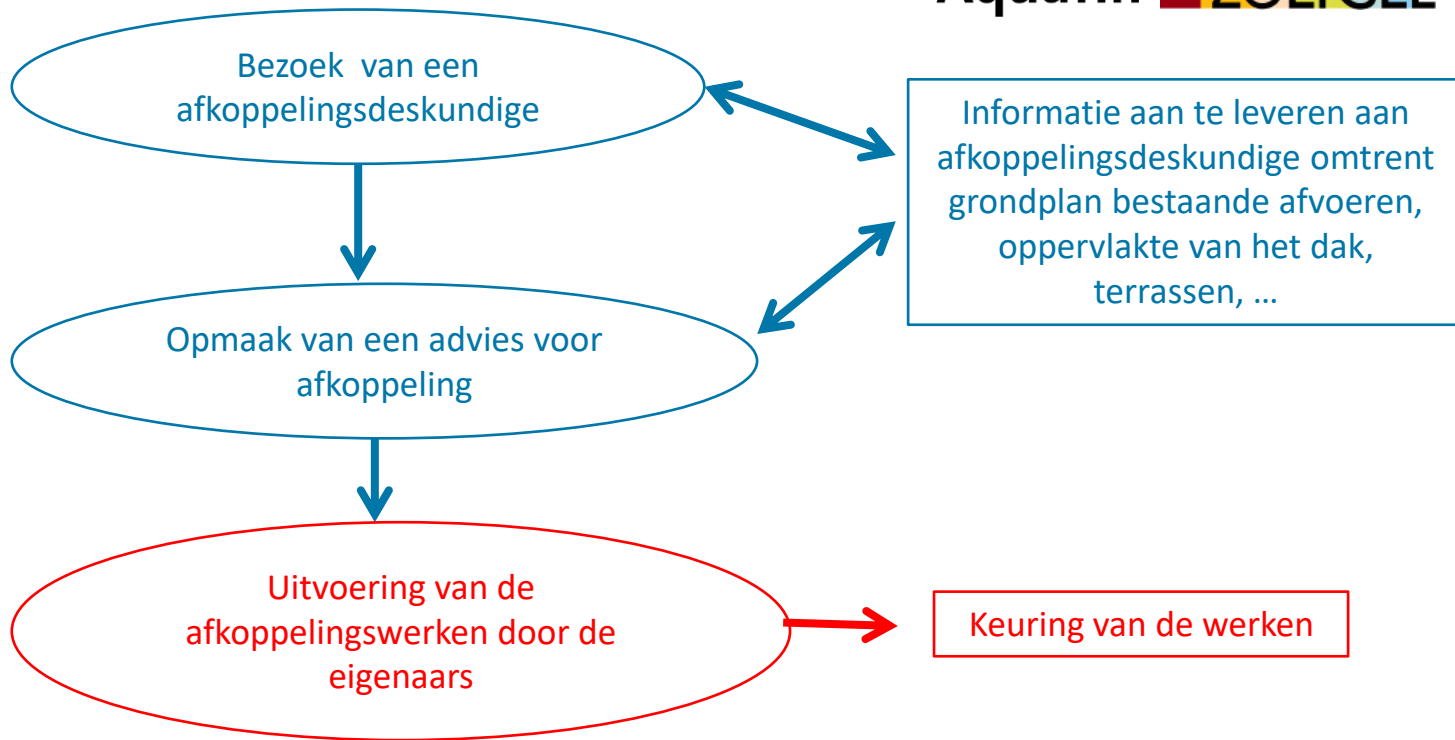 Bezoek van een
afkoppelingsdeskundige
Informatie aan te leveren aan
afkoppelingsdeskundige omtrent
grondplan bestaande afvoeren,
oppervlakte van het dak,
terrassen, ...
Opmaak van een advies voor
afkoppeling
Uitvoering van de
afkoppelingswerken door de
eigenaars
Keuring van de werken